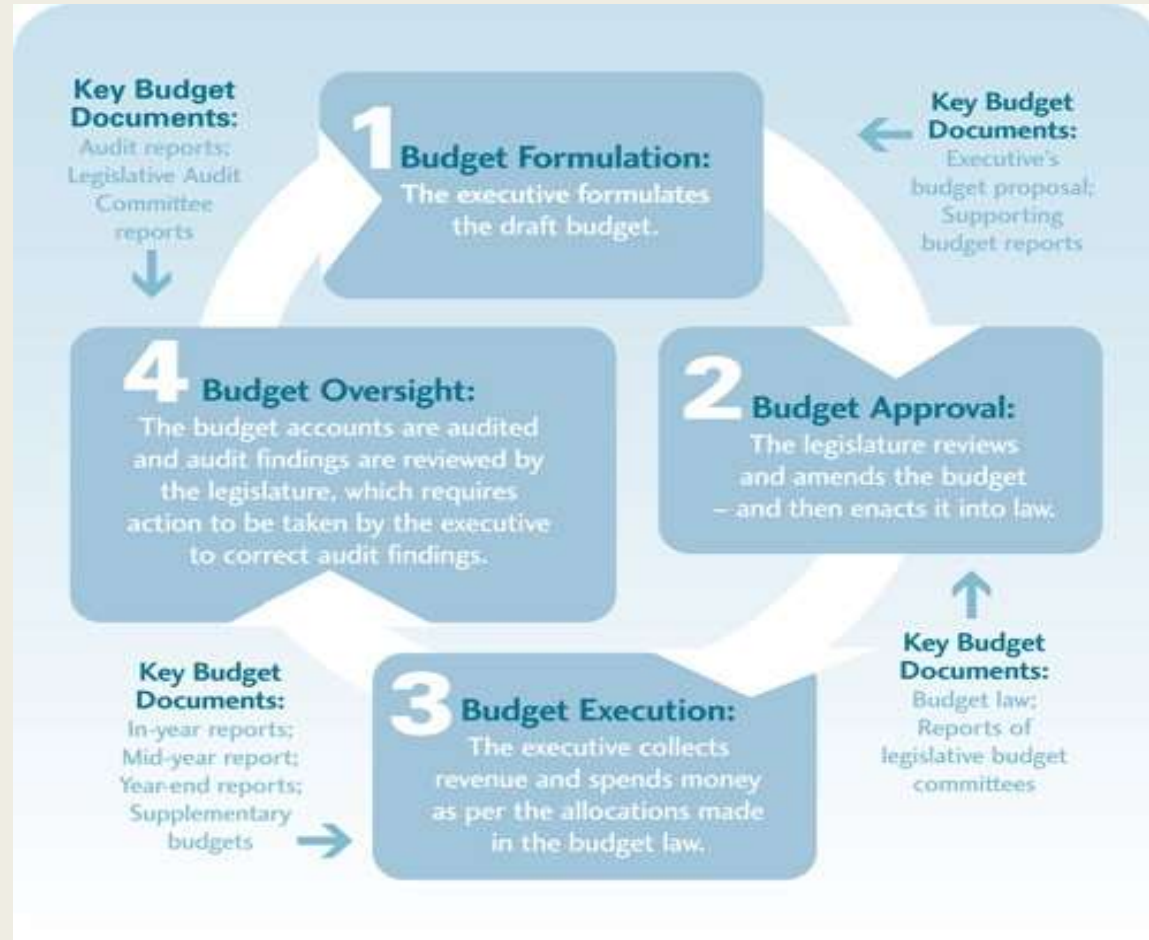 Key Budget
Documents:
Audit reports;
Legislative Audit
Committee
reports
1
Budget Formulation:
The executive formulates
the draft budget.
Key Budget
Documents:
Executive's
budget proposal;
Supporting
budget reports
2
Budget Approval:
The legislature reviews
and amends the budget
– and then enacts it into law.
Key Budget
Documents:
Budget law;
Reports of
legislative budget
committees
3
Budget Execution:
The executive collects
revenue and spends money
as per the allocations made
in the budget law.
Key Budget
Documents:
In-year reports;
Mid-year report;
Year-end reports;
Supplementary
budgets
4
Budget Oversight:
The budget accounts are audited
and audit findings are reviewed by
the legislature, which requires
action to be taken by the executive
to correct audit findings.